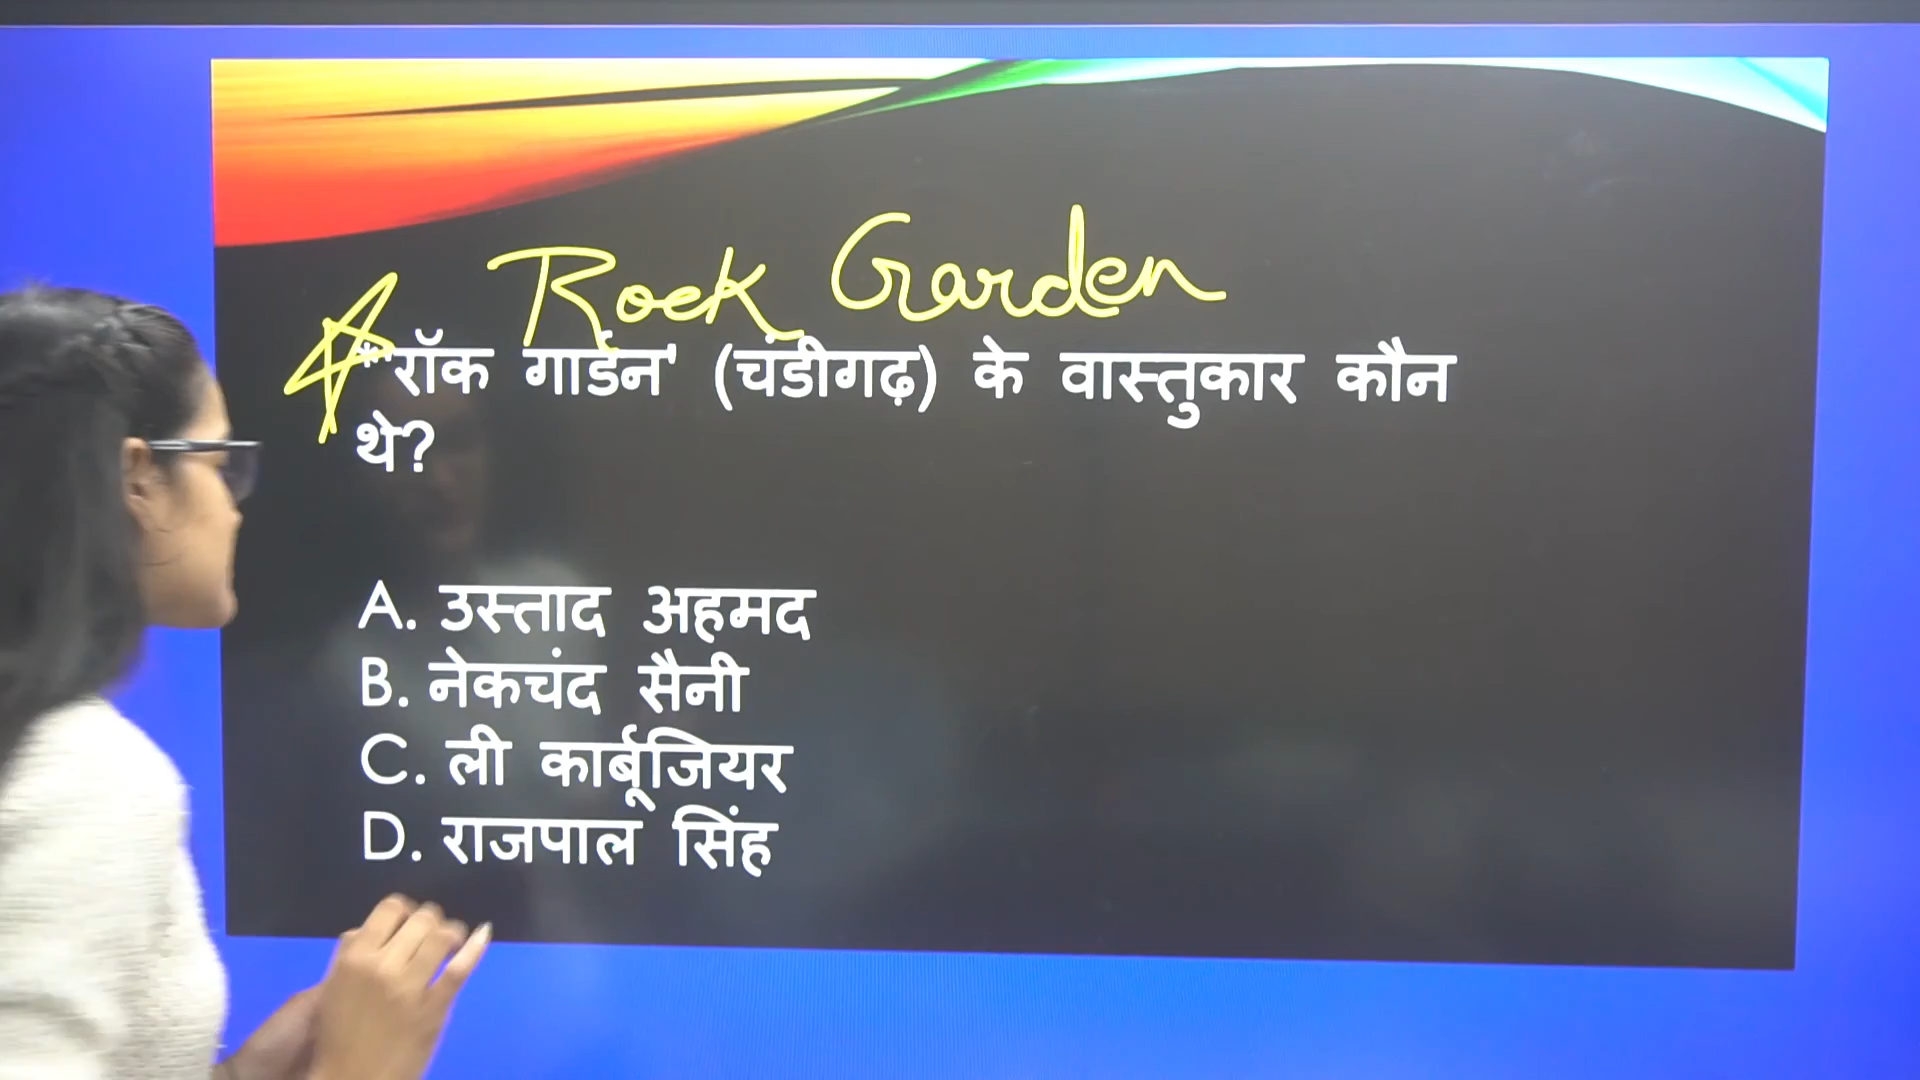 Rock Garden
*'रॉक गार्डन' (चंडीगढ़) के वास्तुकार कौन
थे?
A. उस्ताद अहमद
B. नेकचंद सैनी
C. ली कार्बूजियर
D. राजपाल सिंह